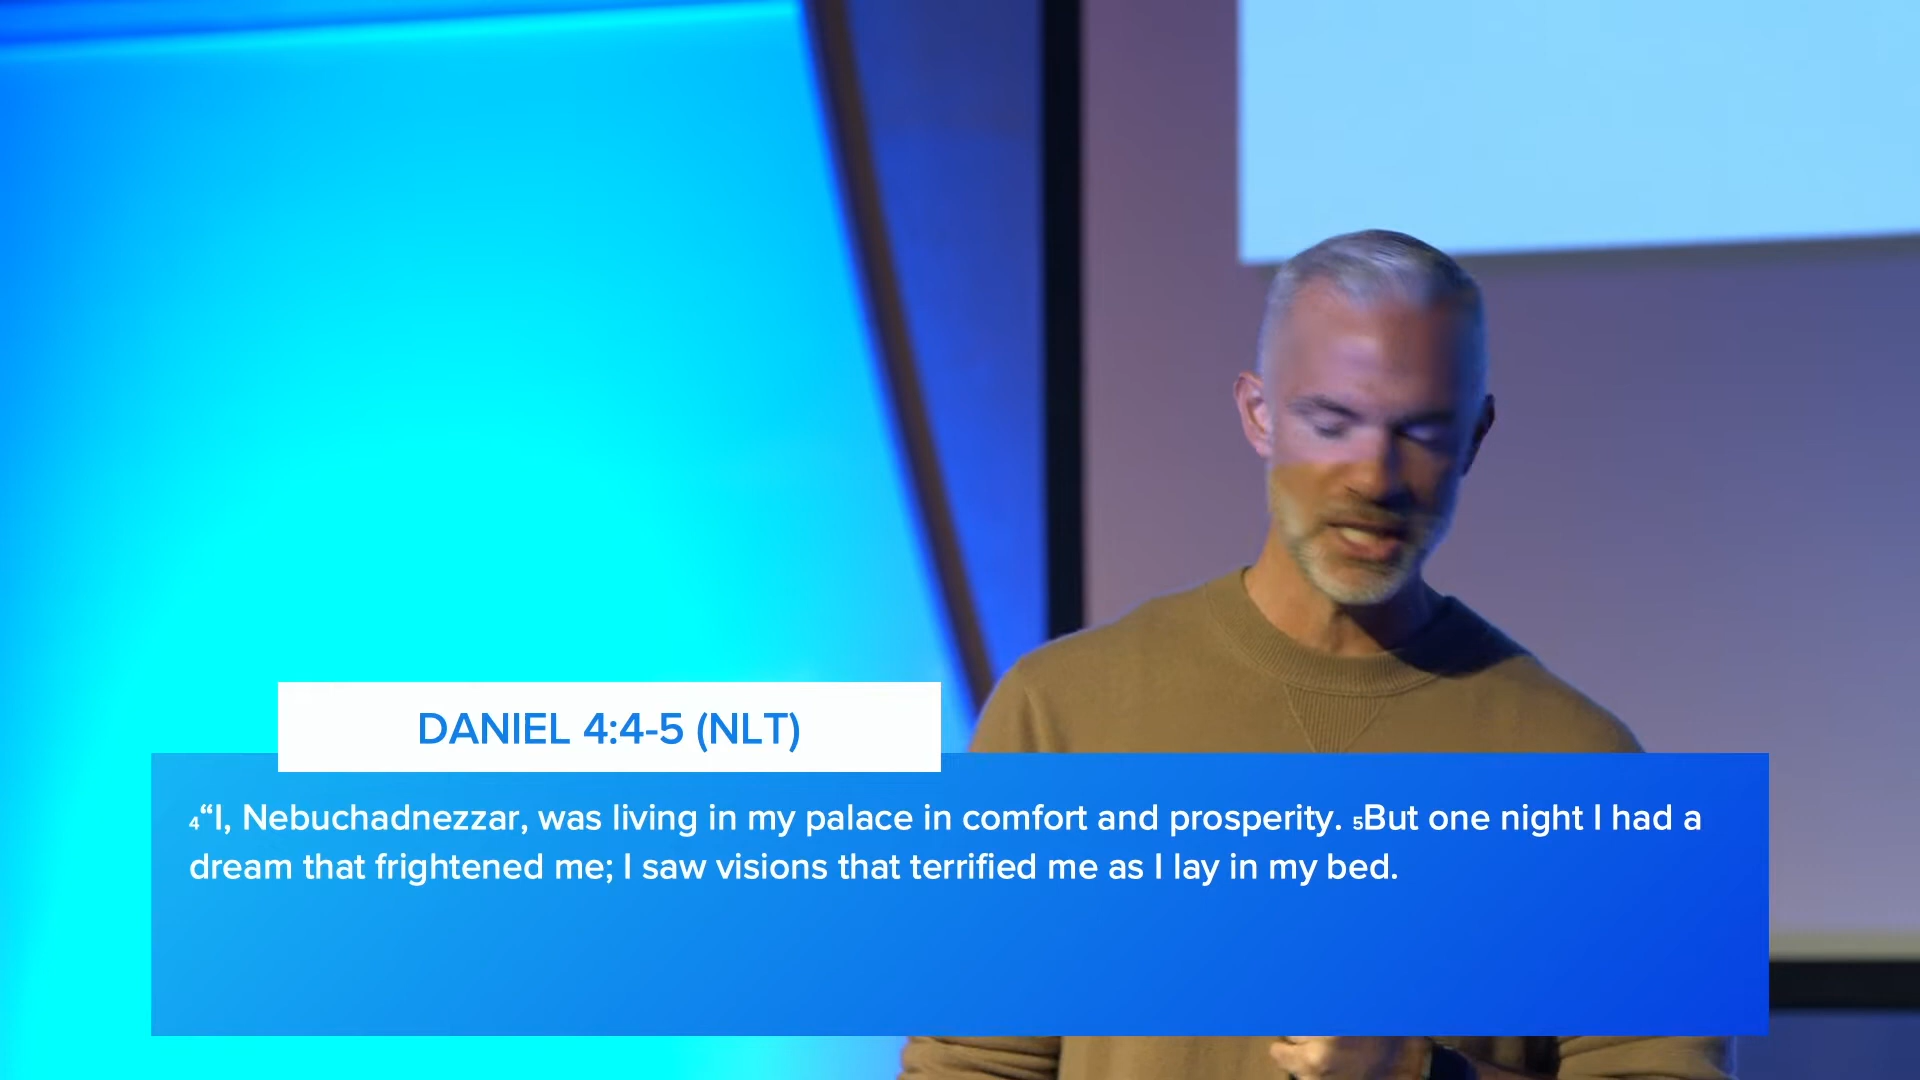 DANIEL 4:4-5 (NLT)
4“I, Nebuchadnezzar, was living in my palace in comfort and prosperity. 5But one night I had a
dream that frightened me; I saw visions that terrified me as I lay in my bed.